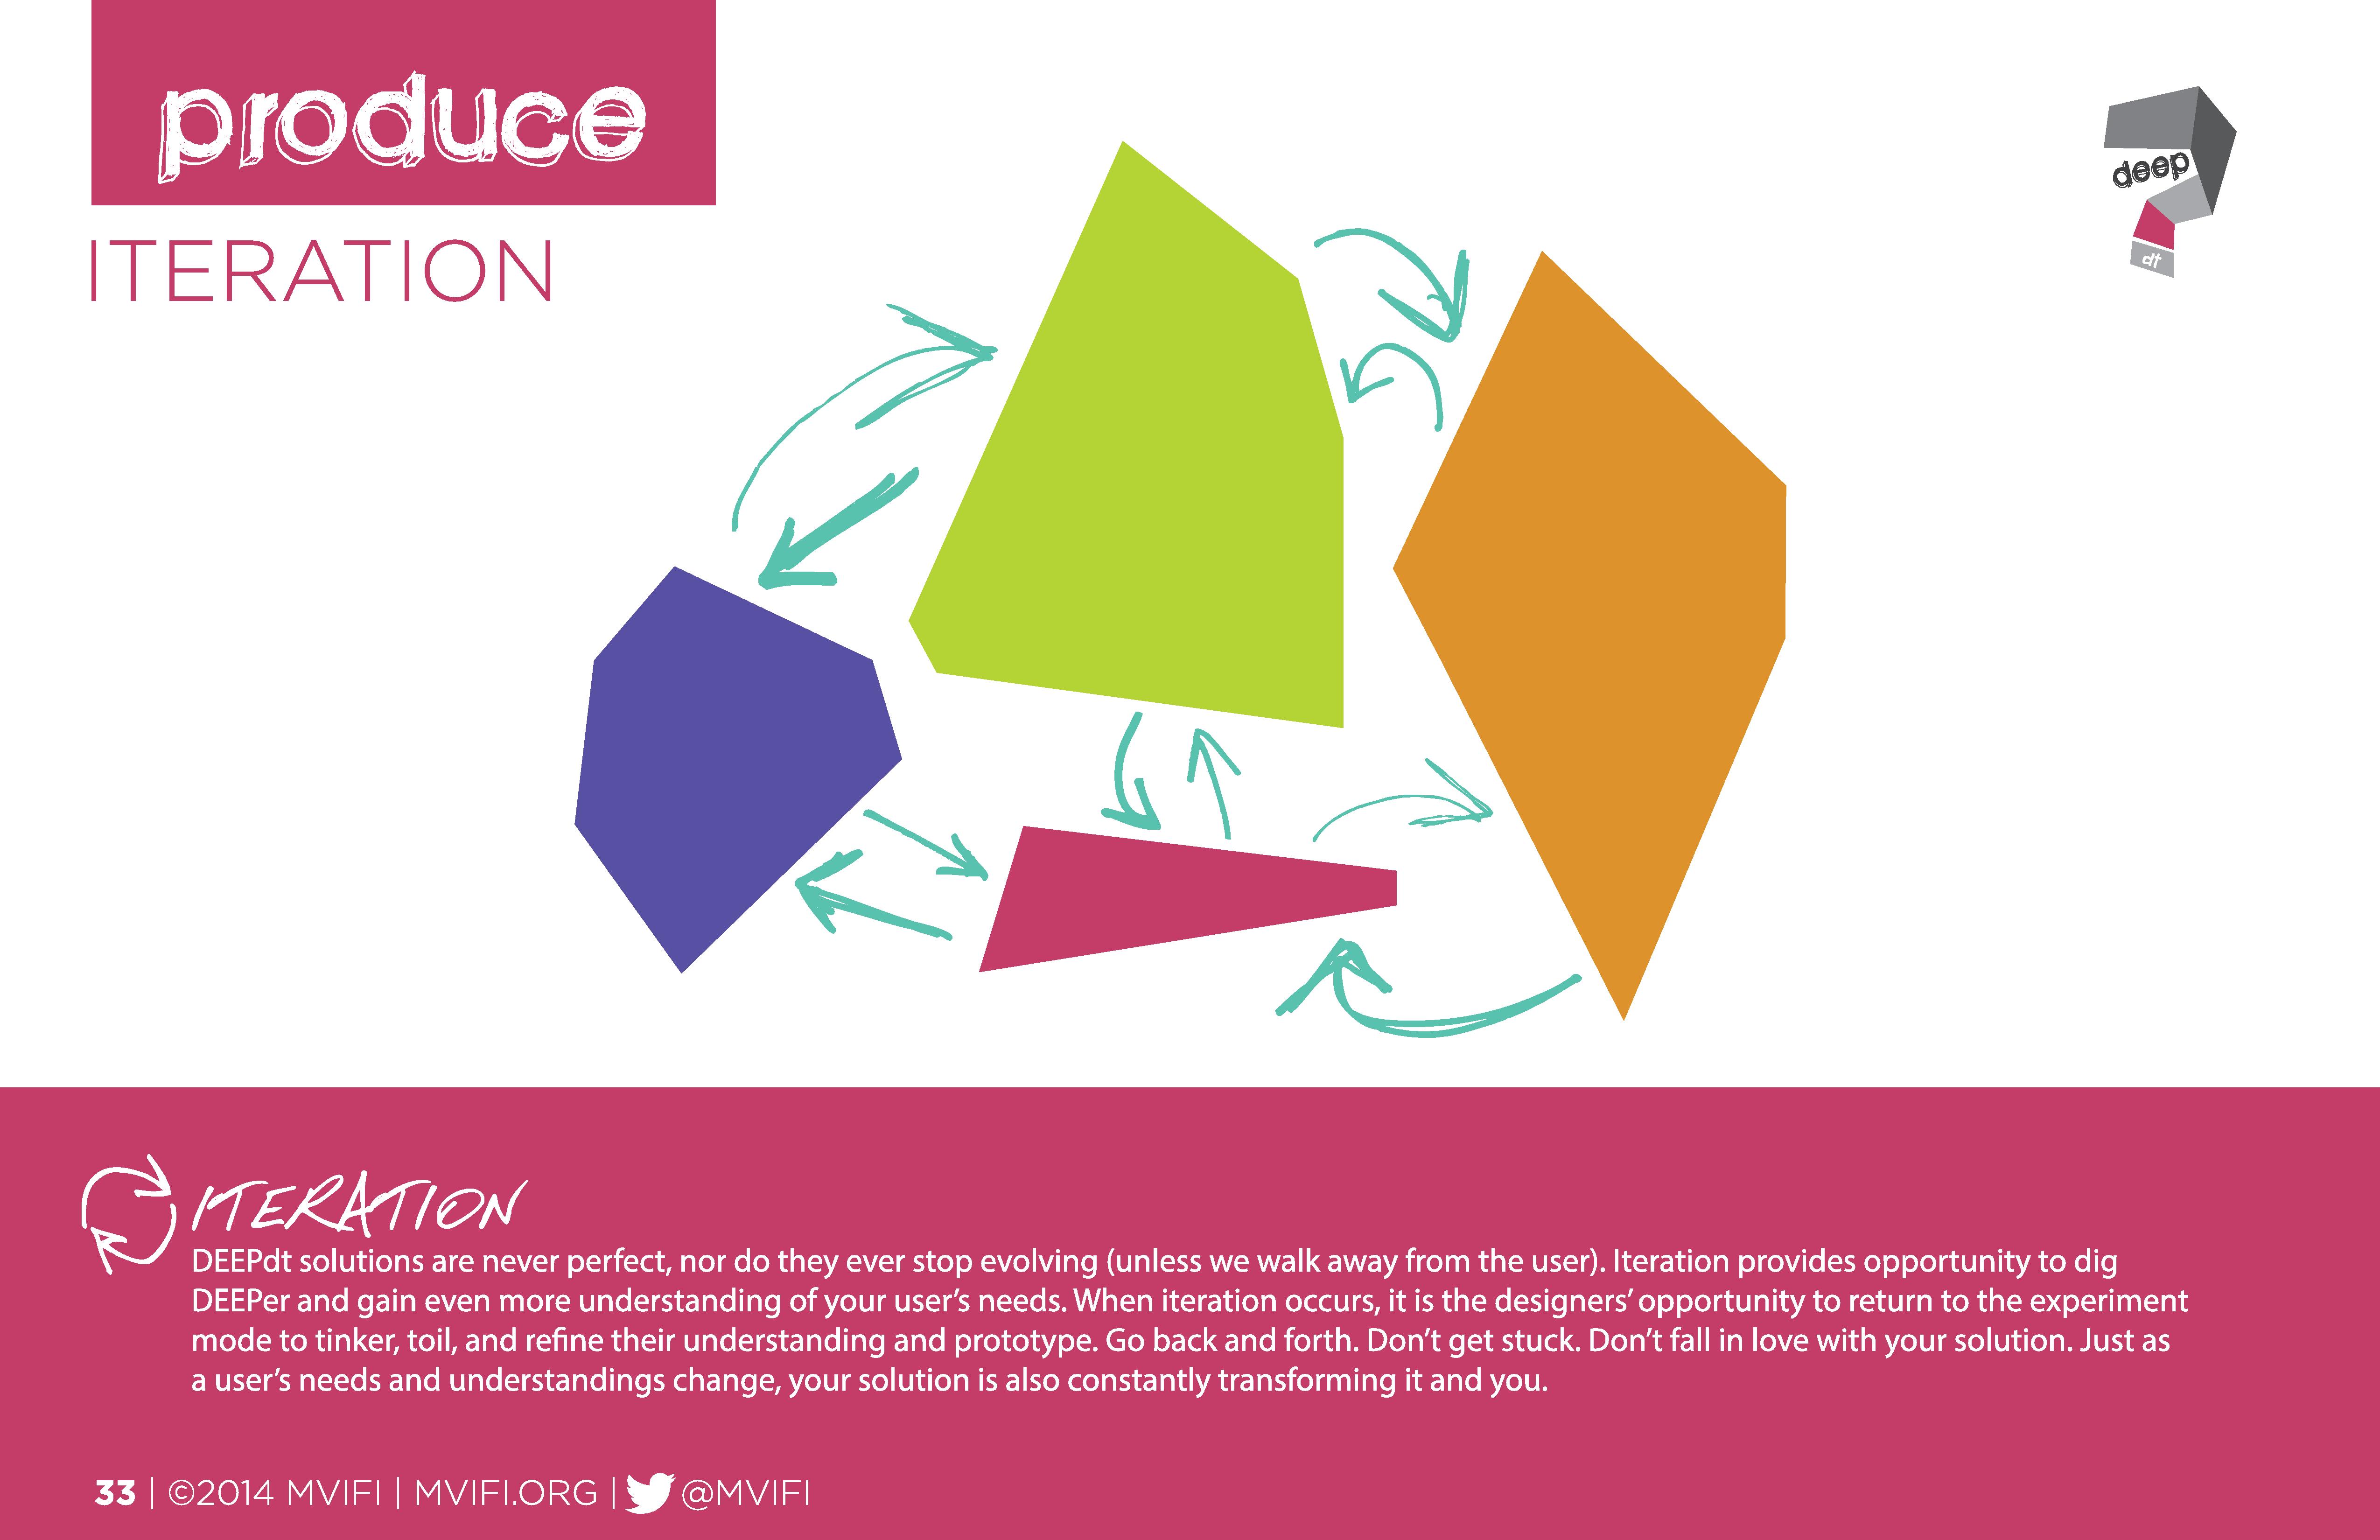 produce
ITERATION
deep
dt
ITERATION
DEEPdt solutions are never perfect, nor do they ever stop evolving (unless we walk away from the user). Iteration provides opportunity to dig
DEEPer and gain even more understanding of your user’s needs. When iteration occurs, it is the designers’ opportunity to return to the experiment
mode to tinker, toil, and refine their understanding and prototype. Go back and forth. Don’t get stuck. Don’t fall in love with your solution. Just as
a user’s needs and understandings change, your solution is also constantly transforming it and you.
33 | ©2014 MVIFI | MVIFI.ORG | @MVIFI